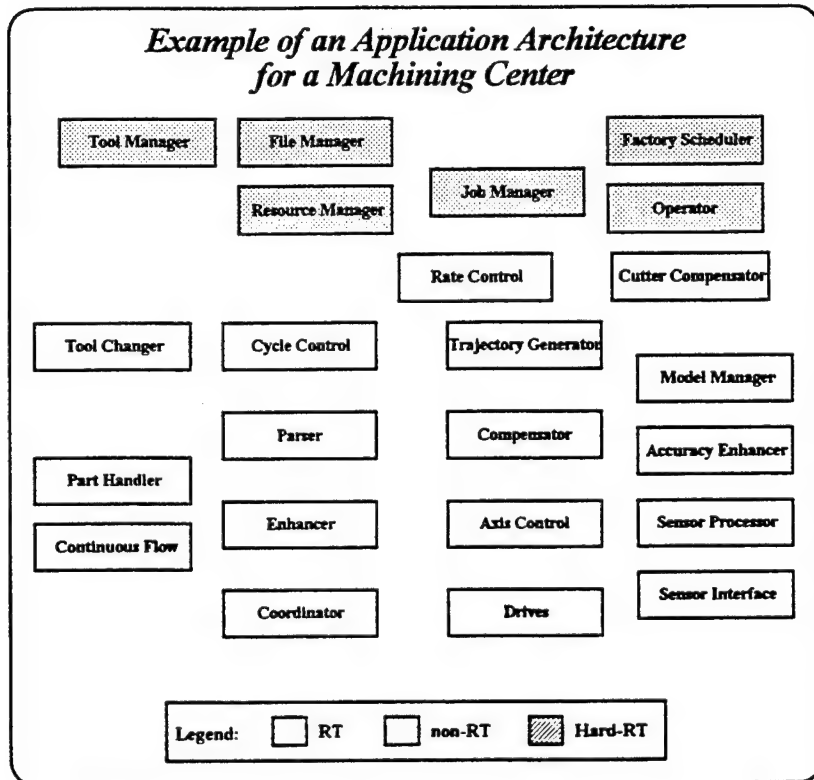 Example of an Application Architecture
for a Machining Center
Tool Manager
File Manager
Factory Scheduler
Resource Manager
Job Manager
Operator
Rate Control
Cutter Compensator
Tool Changer
Cycle Control
Trajectory Generator
Model Manager
Parser
Compensator
Accuracy Enhancer
Part Handler
Enhancer
Axis Control
Sensor Processor
Continuous Flow
Coordinator
Drives
Sensor Interface
Legend: RT non-RT Hard-RT